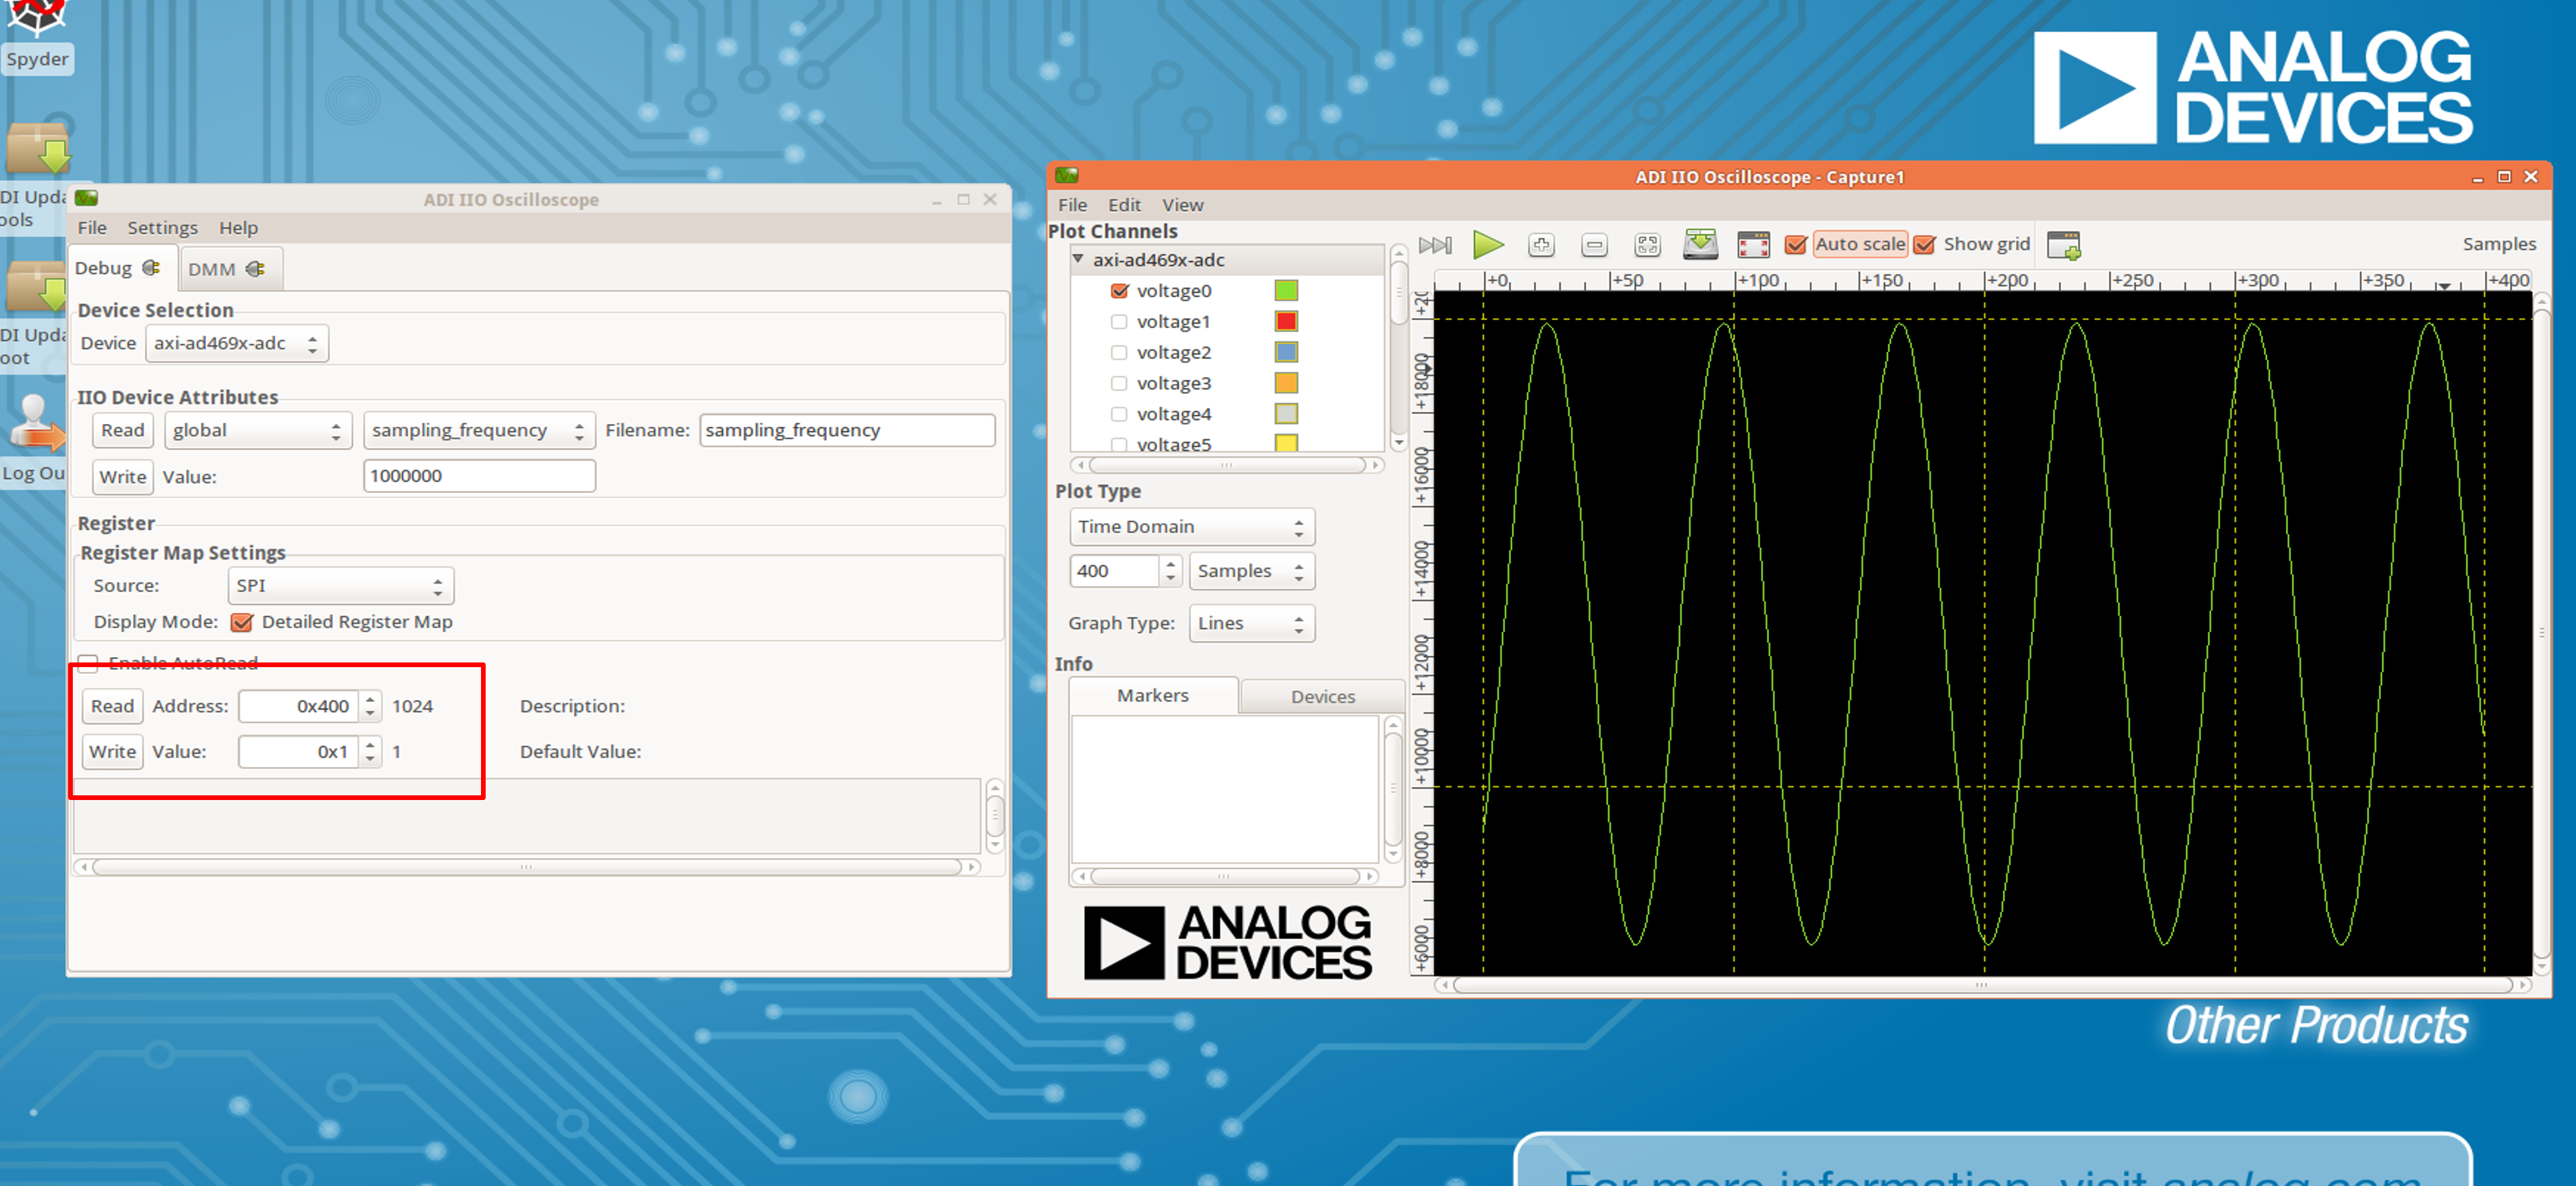 Spyder
ANALOG
DEVICES
DI Upda
ools
DI Upda
oot
Log Ou
ADI IIO Oscilloscope
File Settings Help
Debug DMM
Device Selection
Device axi-ad469x-adc
IIO Device Attributes
Read global sampling_frequency Filename: sampling_frequency
Write Value: 1000000
Register
Register Map Settings
Source: SPI
Display Mode: Detailed Register Map
Enable AutoRead
Read Address: 0x400 1024 Description:
Write Value: 0x1 1 Default Value:
ADI IIO Oscilloscope - Capture1
File Edit View
Plot Channels
axi-ad469x-adc
voltage0
voltage1
voltage2
voltage3
voltage4
voltage5
Plot Type
Time Domain
400 Samples
Graph Type: Lines
Info
Markers Devices
ANALOG
DEVICES
Auto scale Show grid Samples
+0 +50 +100 +150 +200 +250 +300 +350 +400
+18000
+16000
+14000
+12000
+10000
+8000
+6000
Other Products
For more information, visit analog.com